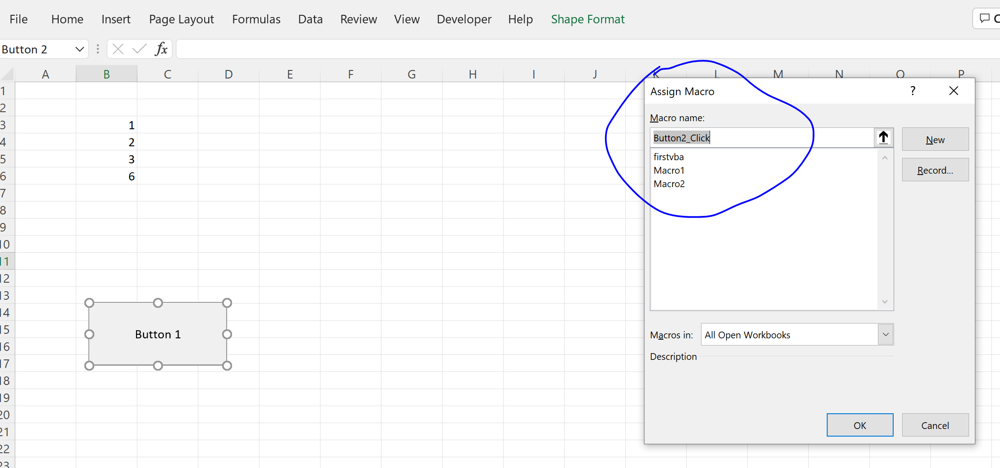 File Home Insert Page Layout Formulas Data Review View Developer Help Shape Format
Button 2 fx
A B C D E F G H I J K L M N O P
1
2
3 1
4 2
5 3
6 6
7
8
9
10
11
12
13
14
15
16
17
18
19
20
21
22
23
Button 1
Assign Macro ? 
Macro name:
Button2_Click
firstvba
Macro1
Macro2
New
Record...
Macros in: All Open Workbooks
Description
OK Cancel